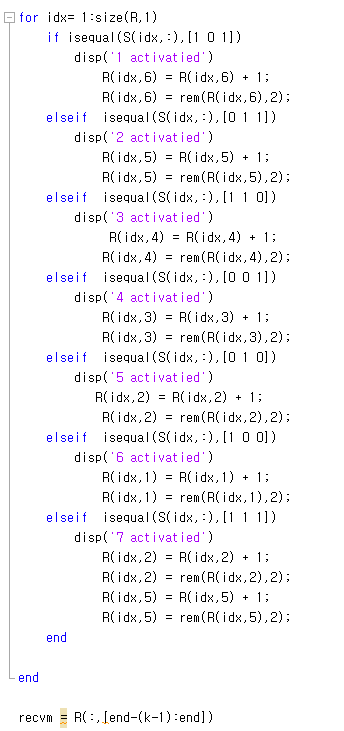 for idx= 1:size(R,1)
if isequal(S(idx,:),[1 0 1])
disp('1 activatied')
R(idx,6) = R(idx,6) + 1;
R(idx,6) = rem(R(idx,6),2);
elseif isequal(S(idx,:),[0 1 1])
disp('2 activatied')
R(idx,5) = R(idx,5) + 1;
R(idx,5) = rem(R(idx,5),2);
elseif isequal(S(idx,:),[1 1 0])
disp('3 activatied')
R(idx,4) = R(idx,4) + 1;
R(idx,4) = rem(R(idx,4),2);
elseif isequal(S(idx,:),[0 0 1])
disp('4 activatied')
R(idx,3) = R(idx,3) + 1;
R(idx,3) = rem(R(idx,3),2);
elseif isequal(S(idx,:),[0 1 0])
disp('5 activatied')
R(idx,2) = R(idx,2) + 1;
R(idx,2) = rem(R(idx,2),2);
elseif isequal(S(idx,:),[1 0 0])
disp('6 activatied')
R(idx,1) = R(idx,1) + 1;
R(idx,1) = rem(R(idx,1),2);
elseif isequal(S(idx,:),[1 1 1])
disp('7 activatied')
R(idx,2) = R(idx,2) + 1;
R(idx,2) = rem(R(idx,2),2);
R(idx,5) = R(idx,5) + 1;
R(idx,5) = rem(R(idx,5),2);
end
end
recvm = R(:,[end-(k-1):end])